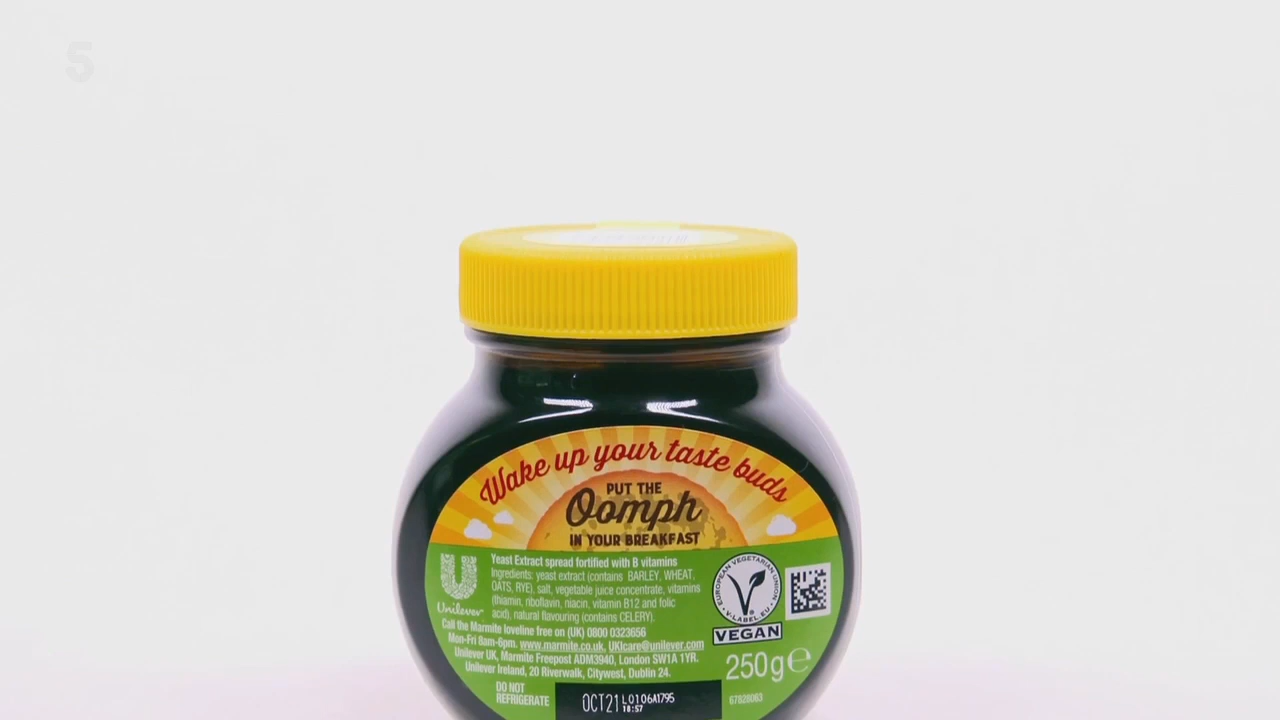 5
Wake up your taste buds
PUT THE
Oomph
IN YOUR BREAKFAST
Yeast Extract spread fortified with B vitamins
Ingredients: yeast extract (contains BARLEY, WHEAT,
OATS, RYE), salt, vegetable juice concentrate, vitamins
(thiamin, riboflavin, niacin, vitamin B12 and folic
acid), natural flavouring (contains CELERY).
Unilever
Call the Marmite loveline free on (UK) 0800 0323656
Mon-Fri 8am-6pm. www.marmite.co.uk, UKIcare@unilever.com
Unilever UK, Marmite Freepost ADM3940, London SW1A 1YR.
Unilever Ireland, 20 Riverwalk, Citywest, Dublin 24.
EUROPEAN VEGETARIAN UNION
V-LABEL.EU
VEGAN
250g e
DO NOT
REFRIGERATE
OCT21 L0106A1795
18:57
67828063